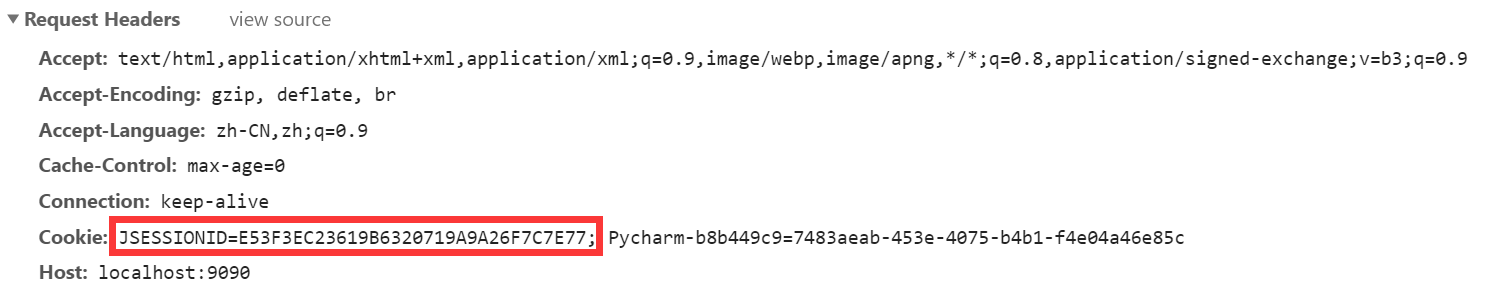 Request Headers view source
Accept: text/html,application/xhtml+xml,application/xml;q=0.9,image/webp,image/apng,*/*;q=0.8,application/signed-exchange;v=b3;q=0.9
Accept-Encoding: gzip, deflate, br
Accept-Language: zh-CN,zh;q=0.9
Cache-Control: max-age=0
Connection: keep-alive
Cookie: JSESSIONID=E53F3EC23619B6320719A9A26F7C7E77; Pycharm-b8b449c9=7483aeab-453e-4075-b4b1-f4e04a46e85c
Host: localhost:9090